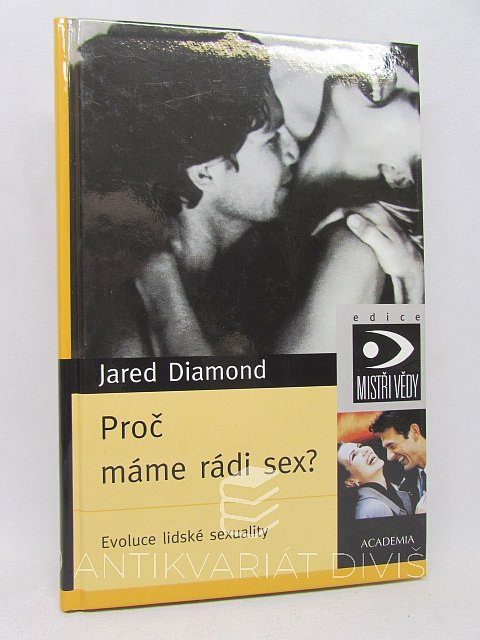 edice
MISTŘI VĚDY
Jared Diamond
Proč
máme rádi sex?
Evoluce lidské sexuality
ACADEMIA
ANTIKVARIÁT DIVIŠ